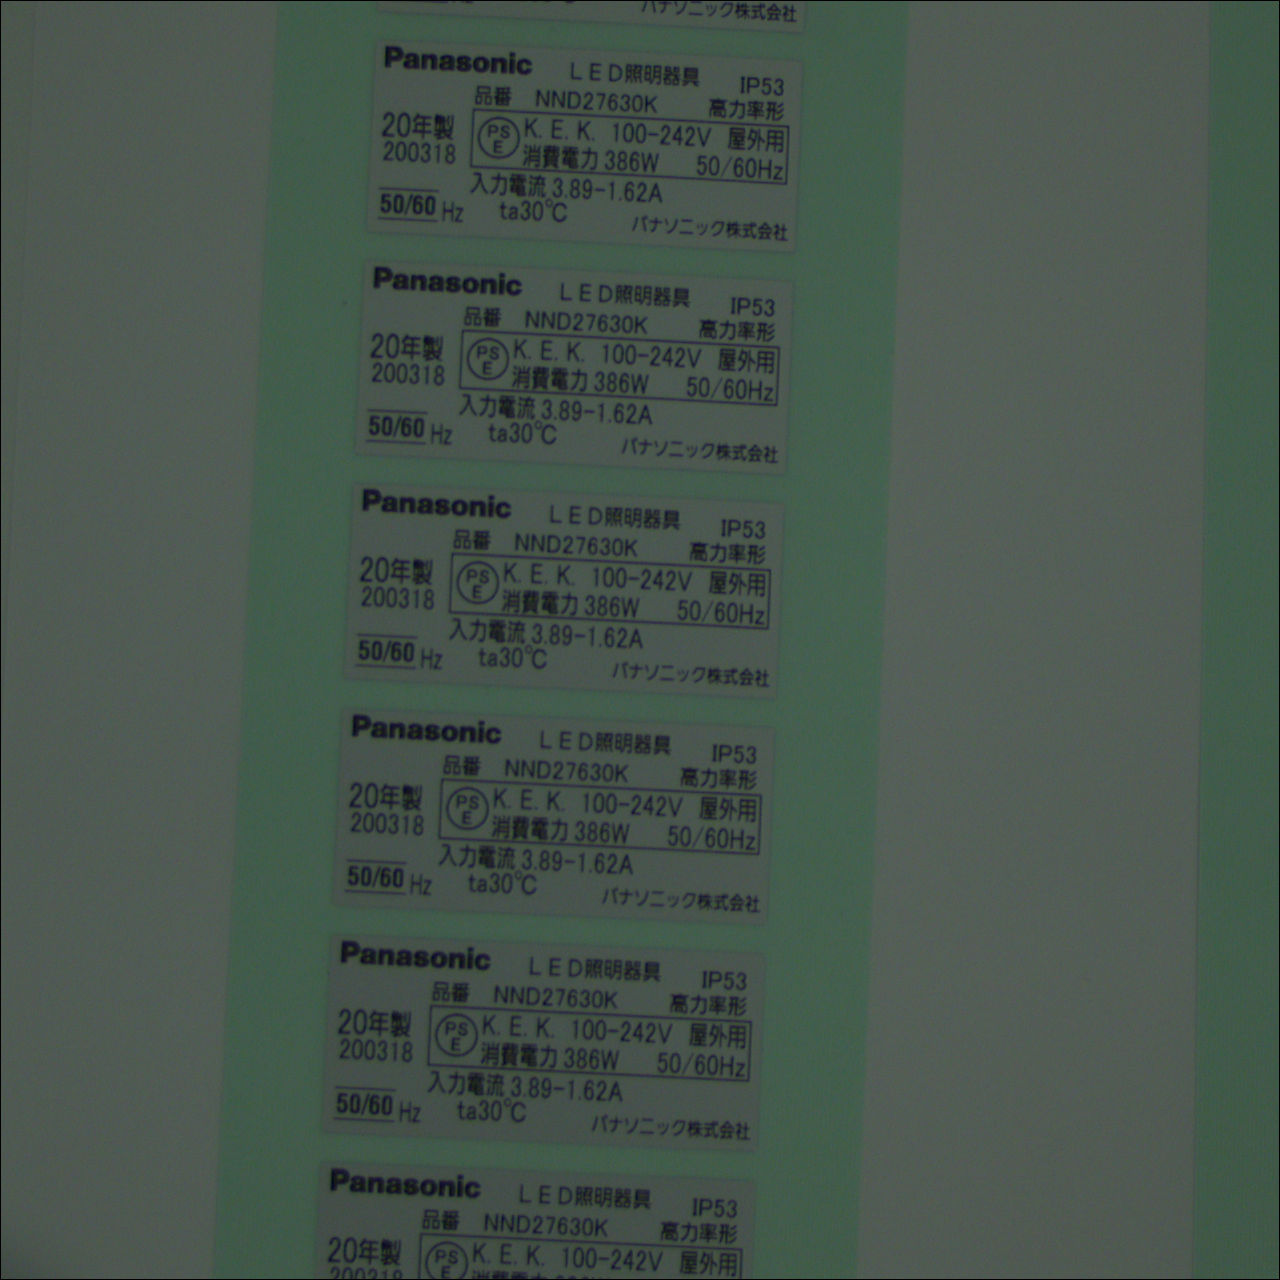 パナソニック株式会社
Panasonic LED照明器具 IP53
品番 NND27630K 高力率形
20年製 PSE K. E. K. 100-242V 屋外用
200318 消費電力 386W 50/60Hz
入力電流 3.89-1.62A
50/60 Hz ta30℃ パナソニック株式会社
Panasonic LED照明器具 IP53
品番 NND27630K 高力率形
20年製 PSE K. E. K. 100-242V 屋外用
200318 消費電力 386W 50/60Hz
入力電流 3.89-1.62A
50/60 Hz ta30℃ パナソニック株式会社
Panasonic LED照明器具 IP53
品番 NND27630K 高力率形
20年製 PSE K. E. K. 100-242V 屋外用
200318 消費電力 386W 50/60Hz
入力電流 3.89-1.62A
50/60 Hz ta30℃ パナソニック株式会社
Panasonic LED照明器具 IP53
品番 NND27630K 高力率形
20年製 PSE K. E. K. 100-242V 屋外用
200318 消費電力 386W 50/60Hz
入力電流 3.89-1.62A
50/60 Hz ta30℃ パナソニック株式会社
Panasonic LED照明器具 IP53
品番 NND27630K 高力率形
20年製 PSE K. E. K. 100-242V 屋外用
200318 消費電力 386W 50/60Hz
入力電流 3.89-1.62A
50/60 Hz ta30℃ パナソニック株式会社
Panasonic LED照明器具 IP53
品番 NND27630K 高力率形
20年製 PSE K. E. K. 100-242V 屋外用